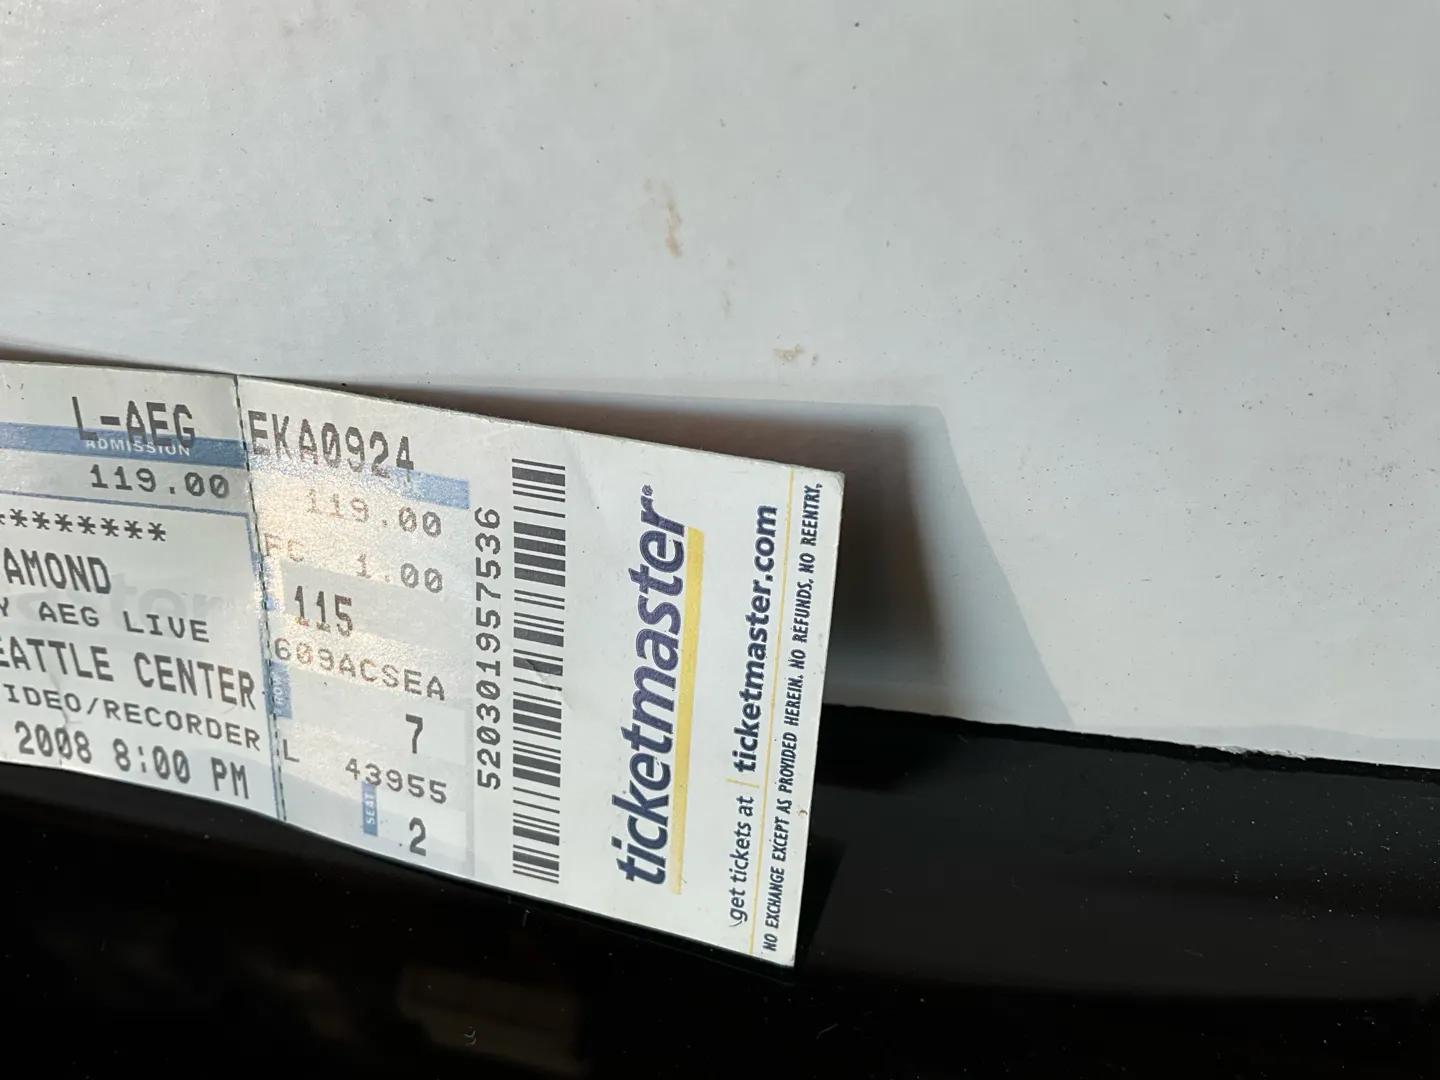 L-AEG
ADMISSION
119.00
********
AMOND
Y AEG LIVE
EATTLE CENTER
IDEO/RECORDER
2008 8:00 PM
EKA0924
119.00
FC 1.00
115
609ACSEA
7
L 43955
SEAT
2
520301957536
ticketmaster®
get tickets at ticketmaster.com
NO EXCHANGE EXCEPT AS PROVIDED HEREIN. NO REFUNDS. NO REENTRY.